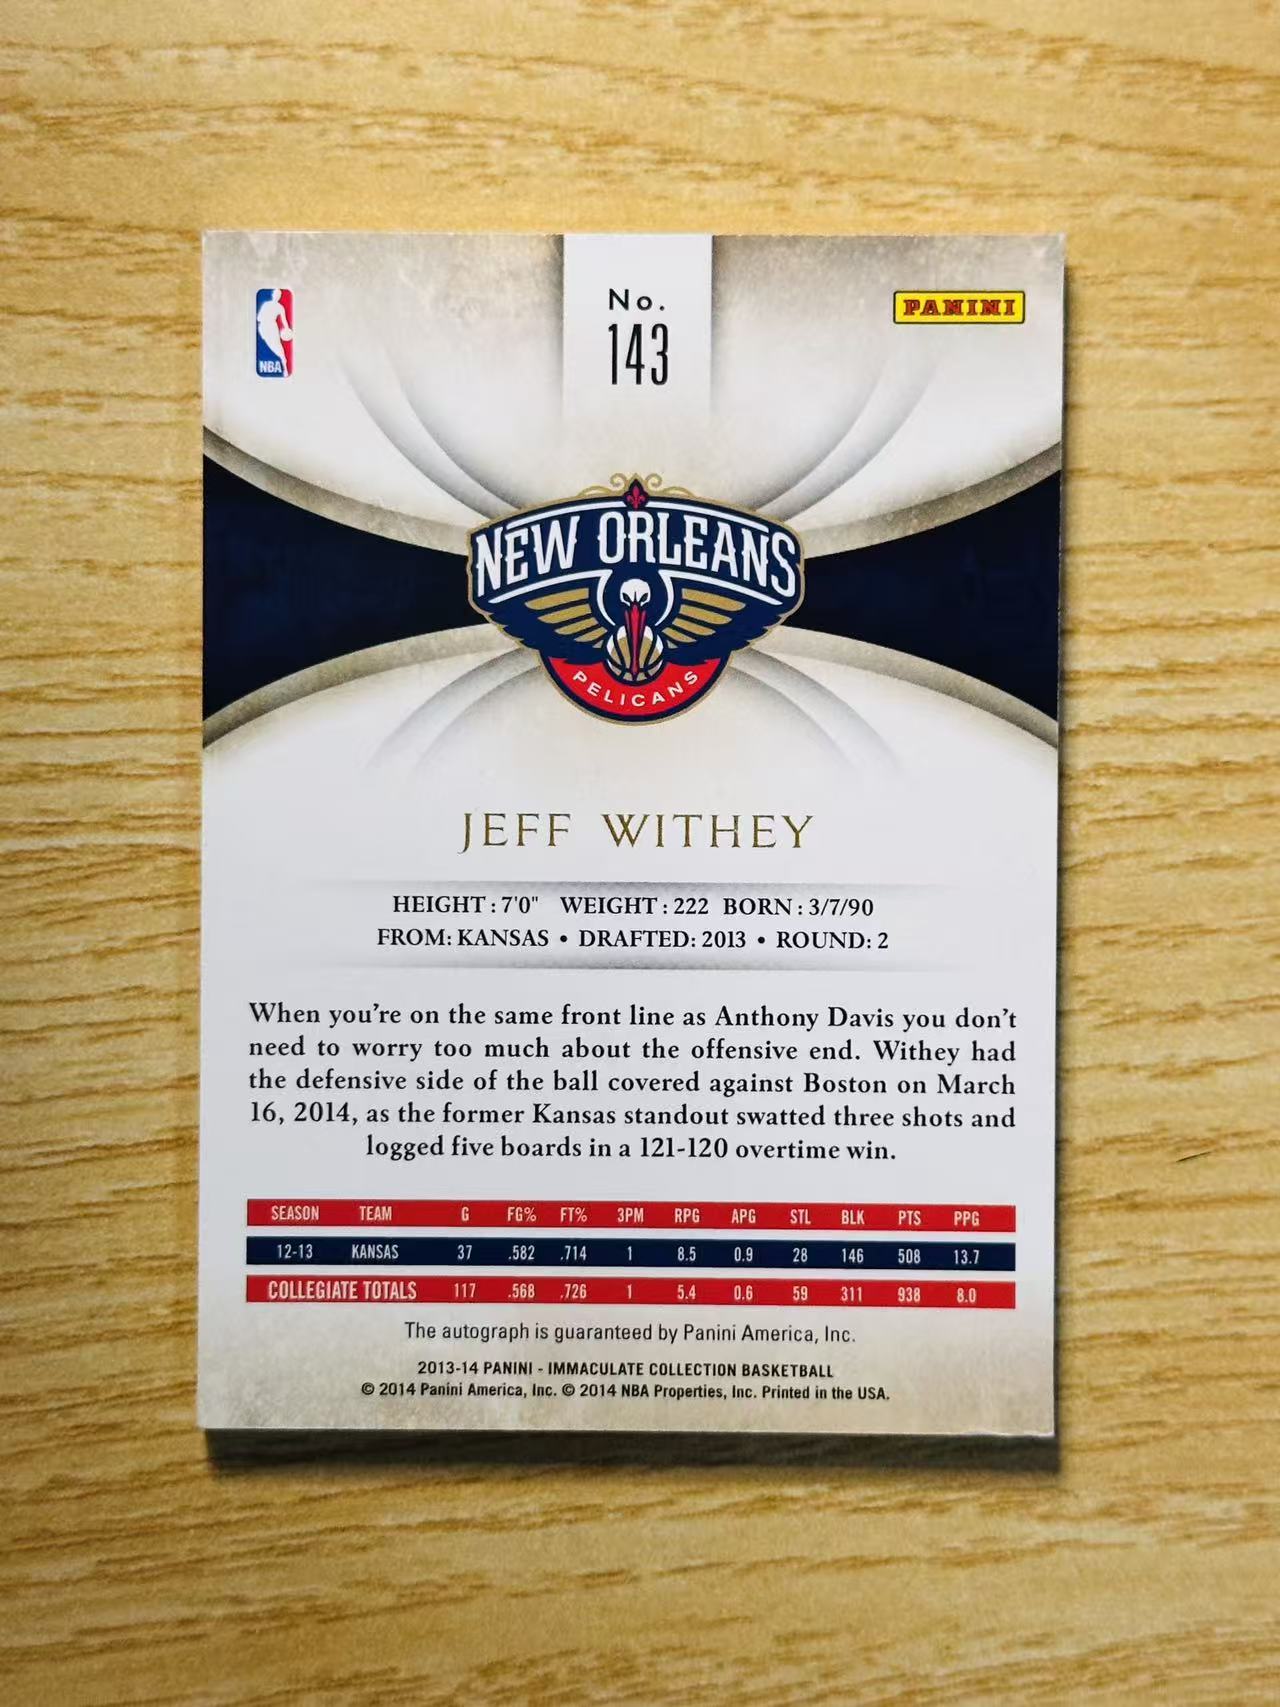 No.
143
NBA
PANINI
NEW ORLEANS
PELICANS
JEFF WITHEY
HEIGHT: 7'0" WEIGHT: 222 BORN: 3/7/90
FROM: KANSAS • DRAFTED: 2013 • ROUND: 2
When you're on the same front line as Anthony Davis you don't
need to worry too much about the offensive end. Withey had
the defensive side of the ball covered against Boston on March
16, 2014, as the former Kansas standout swatted three shots and
logged five boards in a 121-120 overtime win.
SEASON TEAM G FG% FT% 3PM RPG APG STL BLK PTS PPG
12-13 KANSAS 37 .582 .714 1 8.5 0.9 28 146 508 13.7
COLLEGIATE TOTALS 117 .568 .726 1 5.4 0.6 59 311 938 8.0
The autograph is guaranteed by Panini America, Inc.
2013-14 PANINI - IMMACULATE COLLECTION BASKETBALL
© 2014 Panini America, Inc. © 2014 NBA Properties, Inc. Printed in the USA.